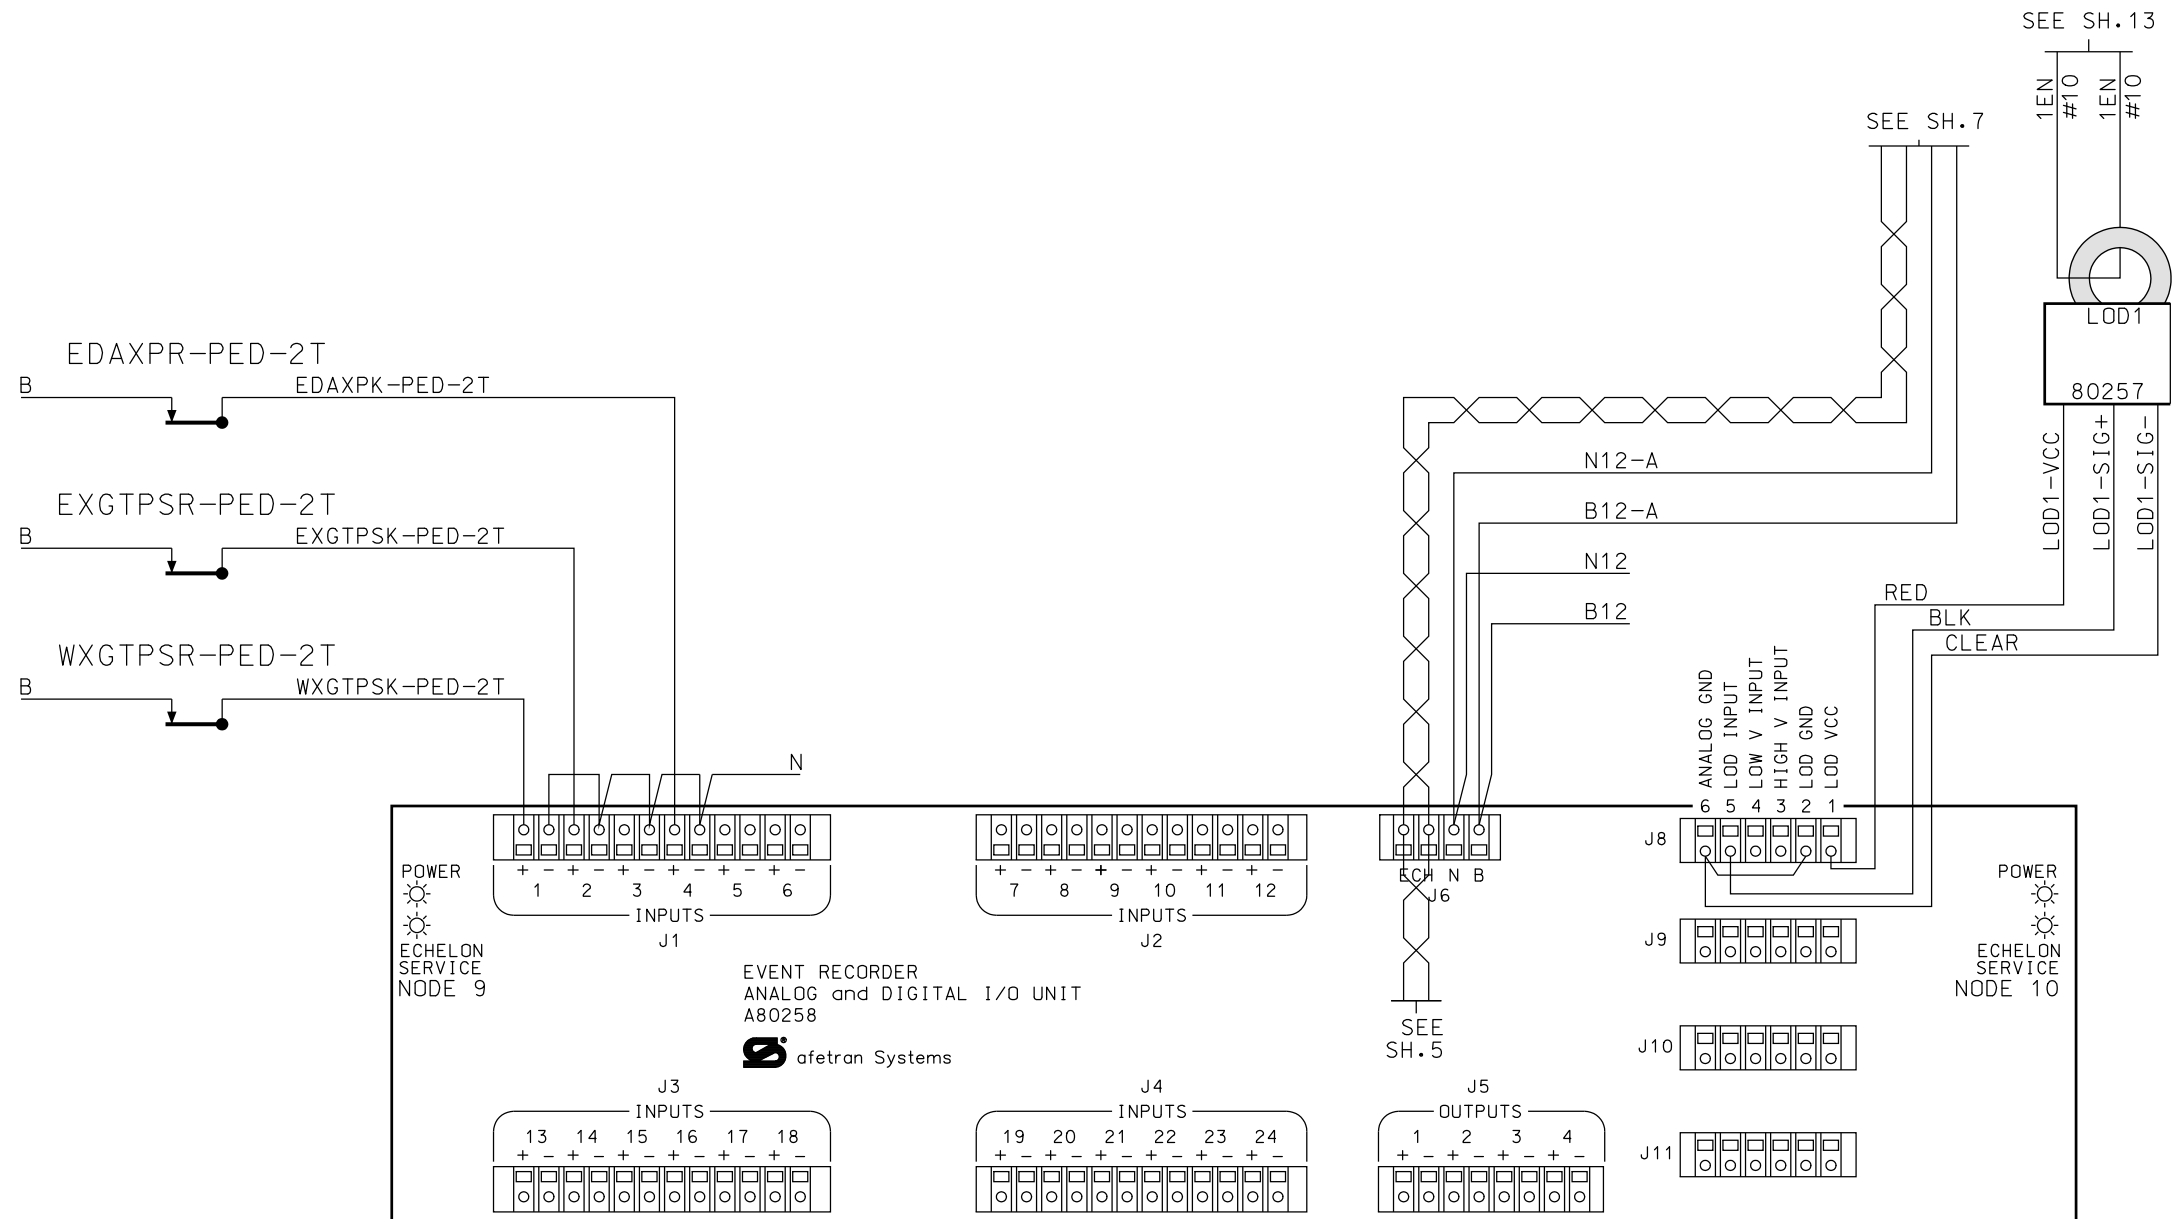 SEE SH.13
1EN
#10
1EN
#10
SEE SH.7
LOD1
80257
LOD1-VCC
LOD1-SIG+
LOD1-SIG-
EDAXPR-PED-2T
B
EDAXPK-PED-2T
EXGTPSR-PED-2T
B
EXGTPSK-PED-2T
WXGTPSR-PED-2T
B
WXGTPSK-PED-2T
N
N12-A
B12-A
N12
B12
RED
BLK
CLEAR
ANALOG GND
LOD INPUT
LOW V INPUT
HIGH V INPUT
LOD GND
LOD VCC
6 5 4 3 2 1
J8
POWER
ECHELON
SERVICE
NODE 9
+ - + - + - + - + - + -
1 2 3 4 5 6
INPUTS
J1
+ - + - + - + - + - + -
7 8 9 10 11 12
INPUTS
J2
ECH N B
J6
SEE
SH.5
J9
POWER
ECHELON
SERVICE
NODE 10
EVENT RECORDER
ANALOG and DIGITAL I/O UNIT
A80258
S® afetran Systems
J10
J11
J3
INPUTS
13 14 15 16 17 18
+ - + - + - + - + - + -
J4
INPUTS
19 20 21 22 23 24
+ - + - + - + - + - + -
J5
OUTPUTS
1 2 3 4
+ - + - + - + -